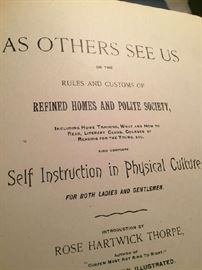 AS OTHERS SEE US
OR THE
RULES AND CUSTOMS OF
REFINED HOMES AND POLITE SOCIETY,
INCLUDING HOME TRAINING, WHAT AND HOW TO
READ, LITERARY CLUBS, COURSES OF
READING FOR THE YOUNG, ETC.
ALSO COMPLETE
Self Instruction in Physical Culture
FOR BOTH LADIES AND GENTLEMEN.
INTRODUCTION BY
ROSE HARTWICK THORPE,
AUTHOR OF
"CURFEW MUST NOT RING TO-NIGHT."
ILLUSTRATED.